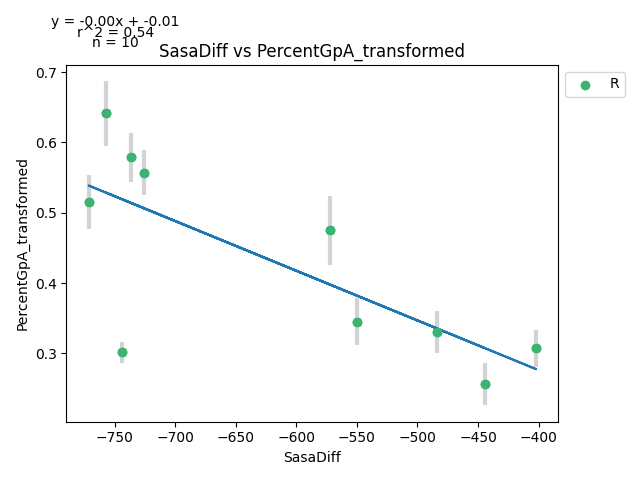 y = -0.00x + -0.01
r^2 = 0.54
n = 10
SasaDiff vs PercentGpA_transformed
R
PercentGpA_transformed
0.7
0.6
0.5
0.4
0.3
−750
−700
−650
−600
−550
−500
−450
−400
SasaDiff